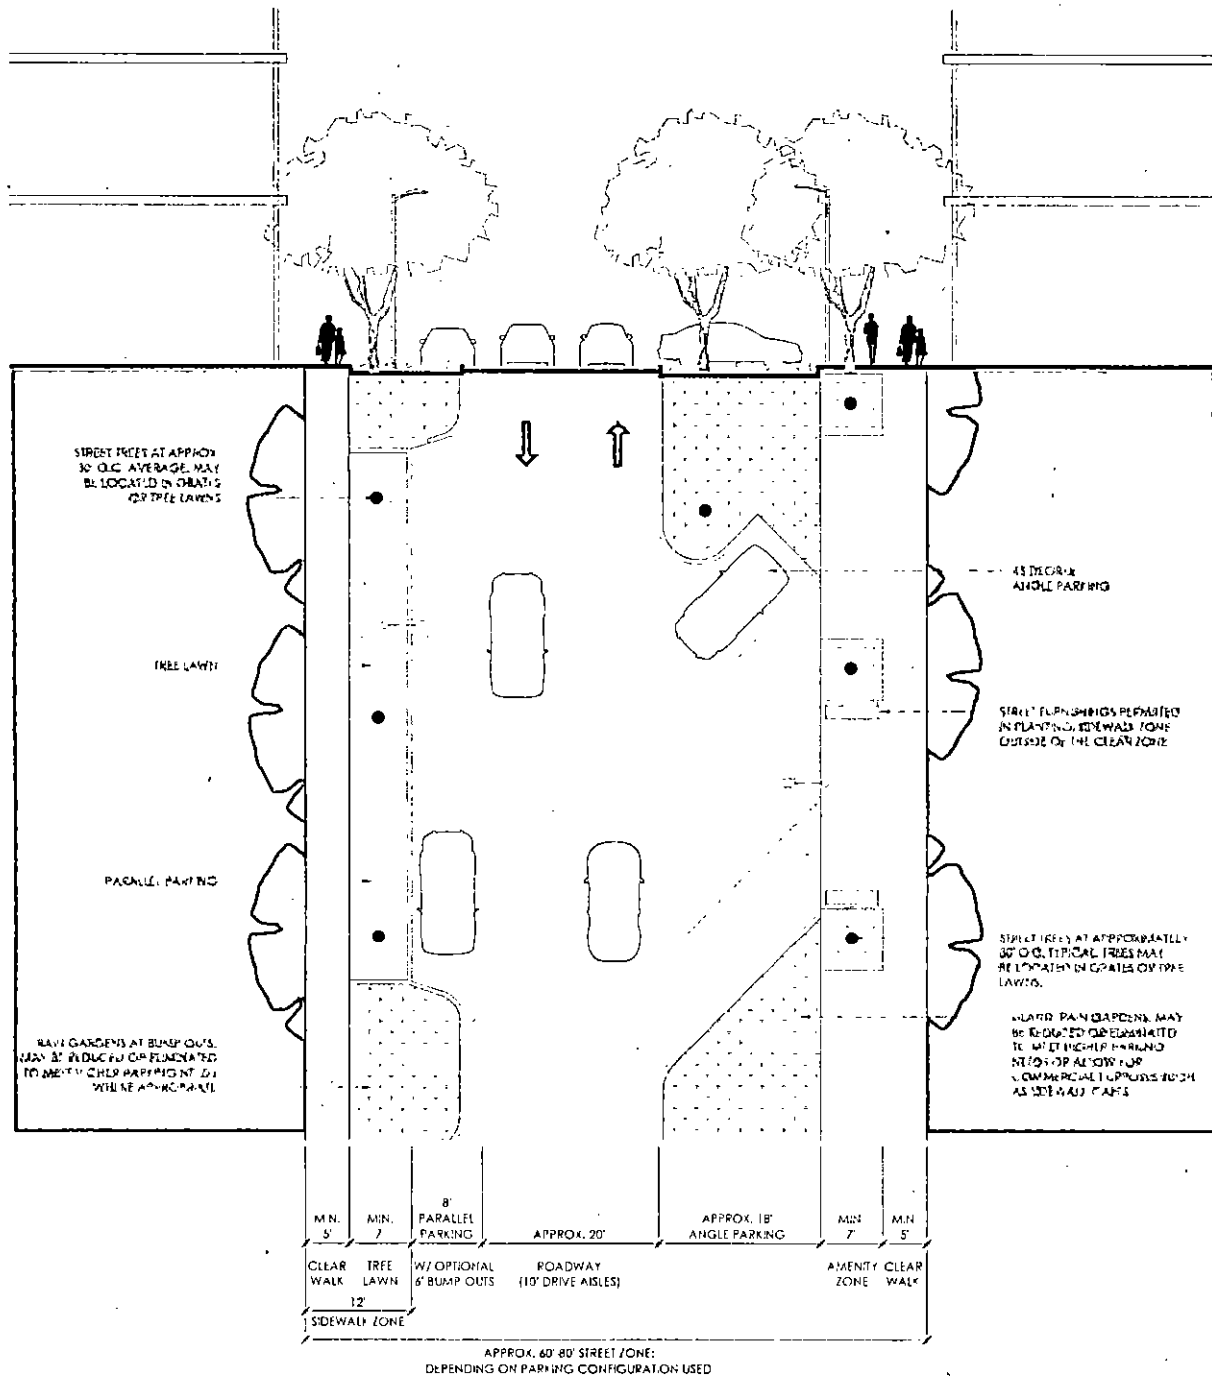 STREET TREES AT APPROX
30' O.C. AVERAGE. MAY
BE LOCATED IN GRATES
OR TREE LAWNS
TREE LAWN
PARALLEL PARKING
RAIN GARDENS AT BUMP OUTS.
MAY BE REDUCED OR ELIMINATED
TO MEET HIGHER PARKING
WHERE APPROPRIATE
45 DEGREE
ANGLE PARKING
STREET FURNISHINGS PERMITTED
IN PLANTING/SIDEWALK ZONE
OUTSIDE OF THE CLEAR ZONE
STREET TREES AT APPROXIMATELY
30' O.C. TYPICAL. TREES MAY
BE LOCATED IN GRATES OR TREE
LAWNS.
RAIN GARDENS. MAY
BE REDUCED OR ELIMINATED
TO MEET HIGHER PARKING
NEEDS OR ALLOW FOR
COMMERCIAL PURPOSES SUCH
AS SIDEWALK CAFES
MIN. 5'
MIN. 7
8' PARALLEL PARKING
APPROX. 20'
APPROX. 18' ANGLE PARKING
MIN 7'
MIN 5'
CLEAR WALK
TREE LAWN
W/ OPTIONAL 6' BUMP OUTS
ROADWAY (10' DRIVE AISLES)
AMENITY ZONE
CLEAR WALK
12'
SIDEWALK ZONE
APPROX. 60' 80' STREET ZONE:
DEPENDING ON PARKING CONFIGURATION USED